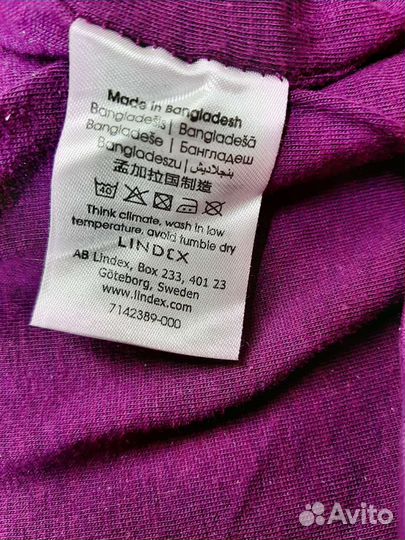 Made in Bangladesh
Bangladešis | Bangladešā
Bangladeše | Бангладеш
Bangladeszu | بنجلاديش
孟加拉国制造
40
Think climate, wash in low
temperature, avoid tumble dry
LINDEX
AB Lindex, Box 233, 401 23
Göteborg, Sweden
www.lindex.com
7142389-000
Avito